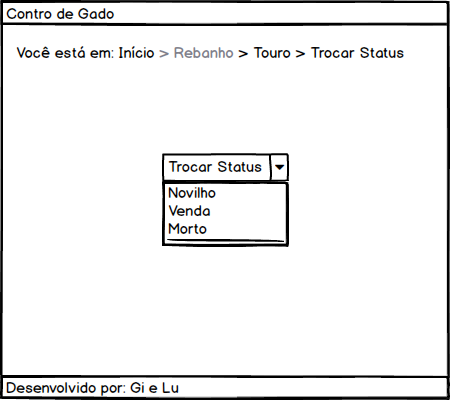 Contro de Gado
Você está em: Início > Rebanho > Touro > Trocar Status
Trocar Status
Novilho
Venda
Morto
Desenvolvido por: Gi e Lu